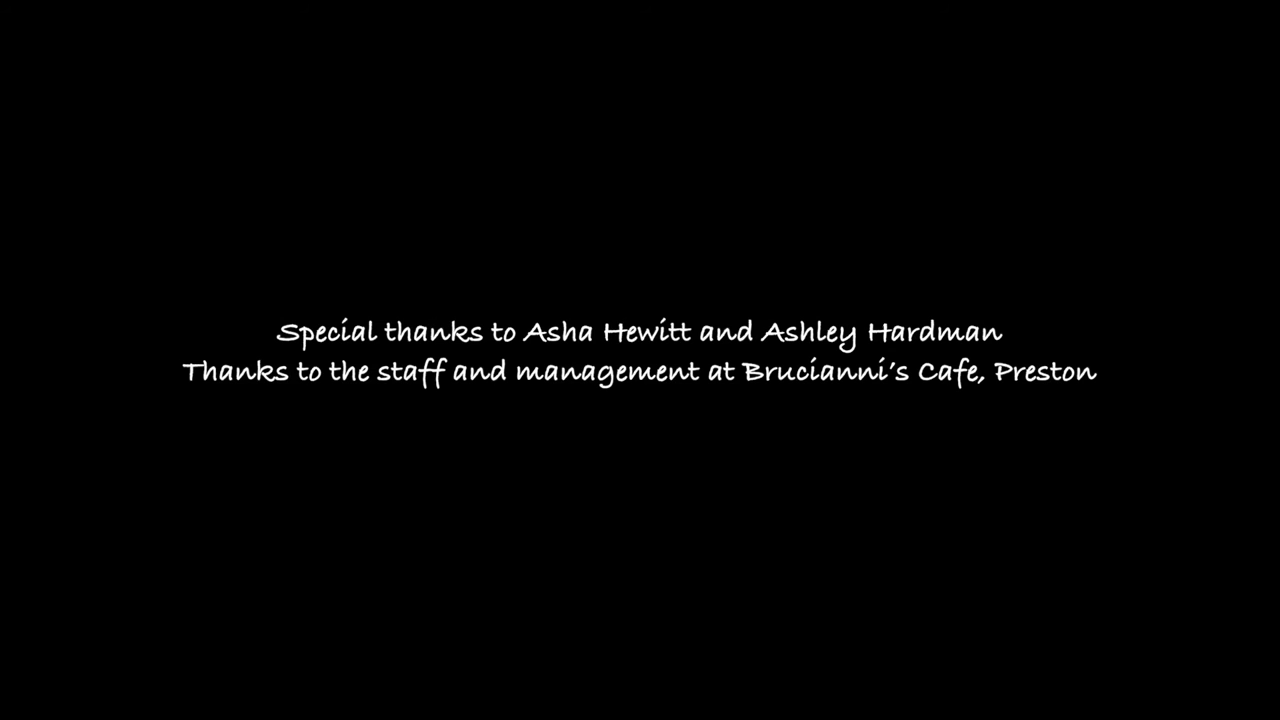 Special thanks to Asha Hewitt and Ashley Hardman
Thanks to the staff and management at Brucianni's Cafe, Preston